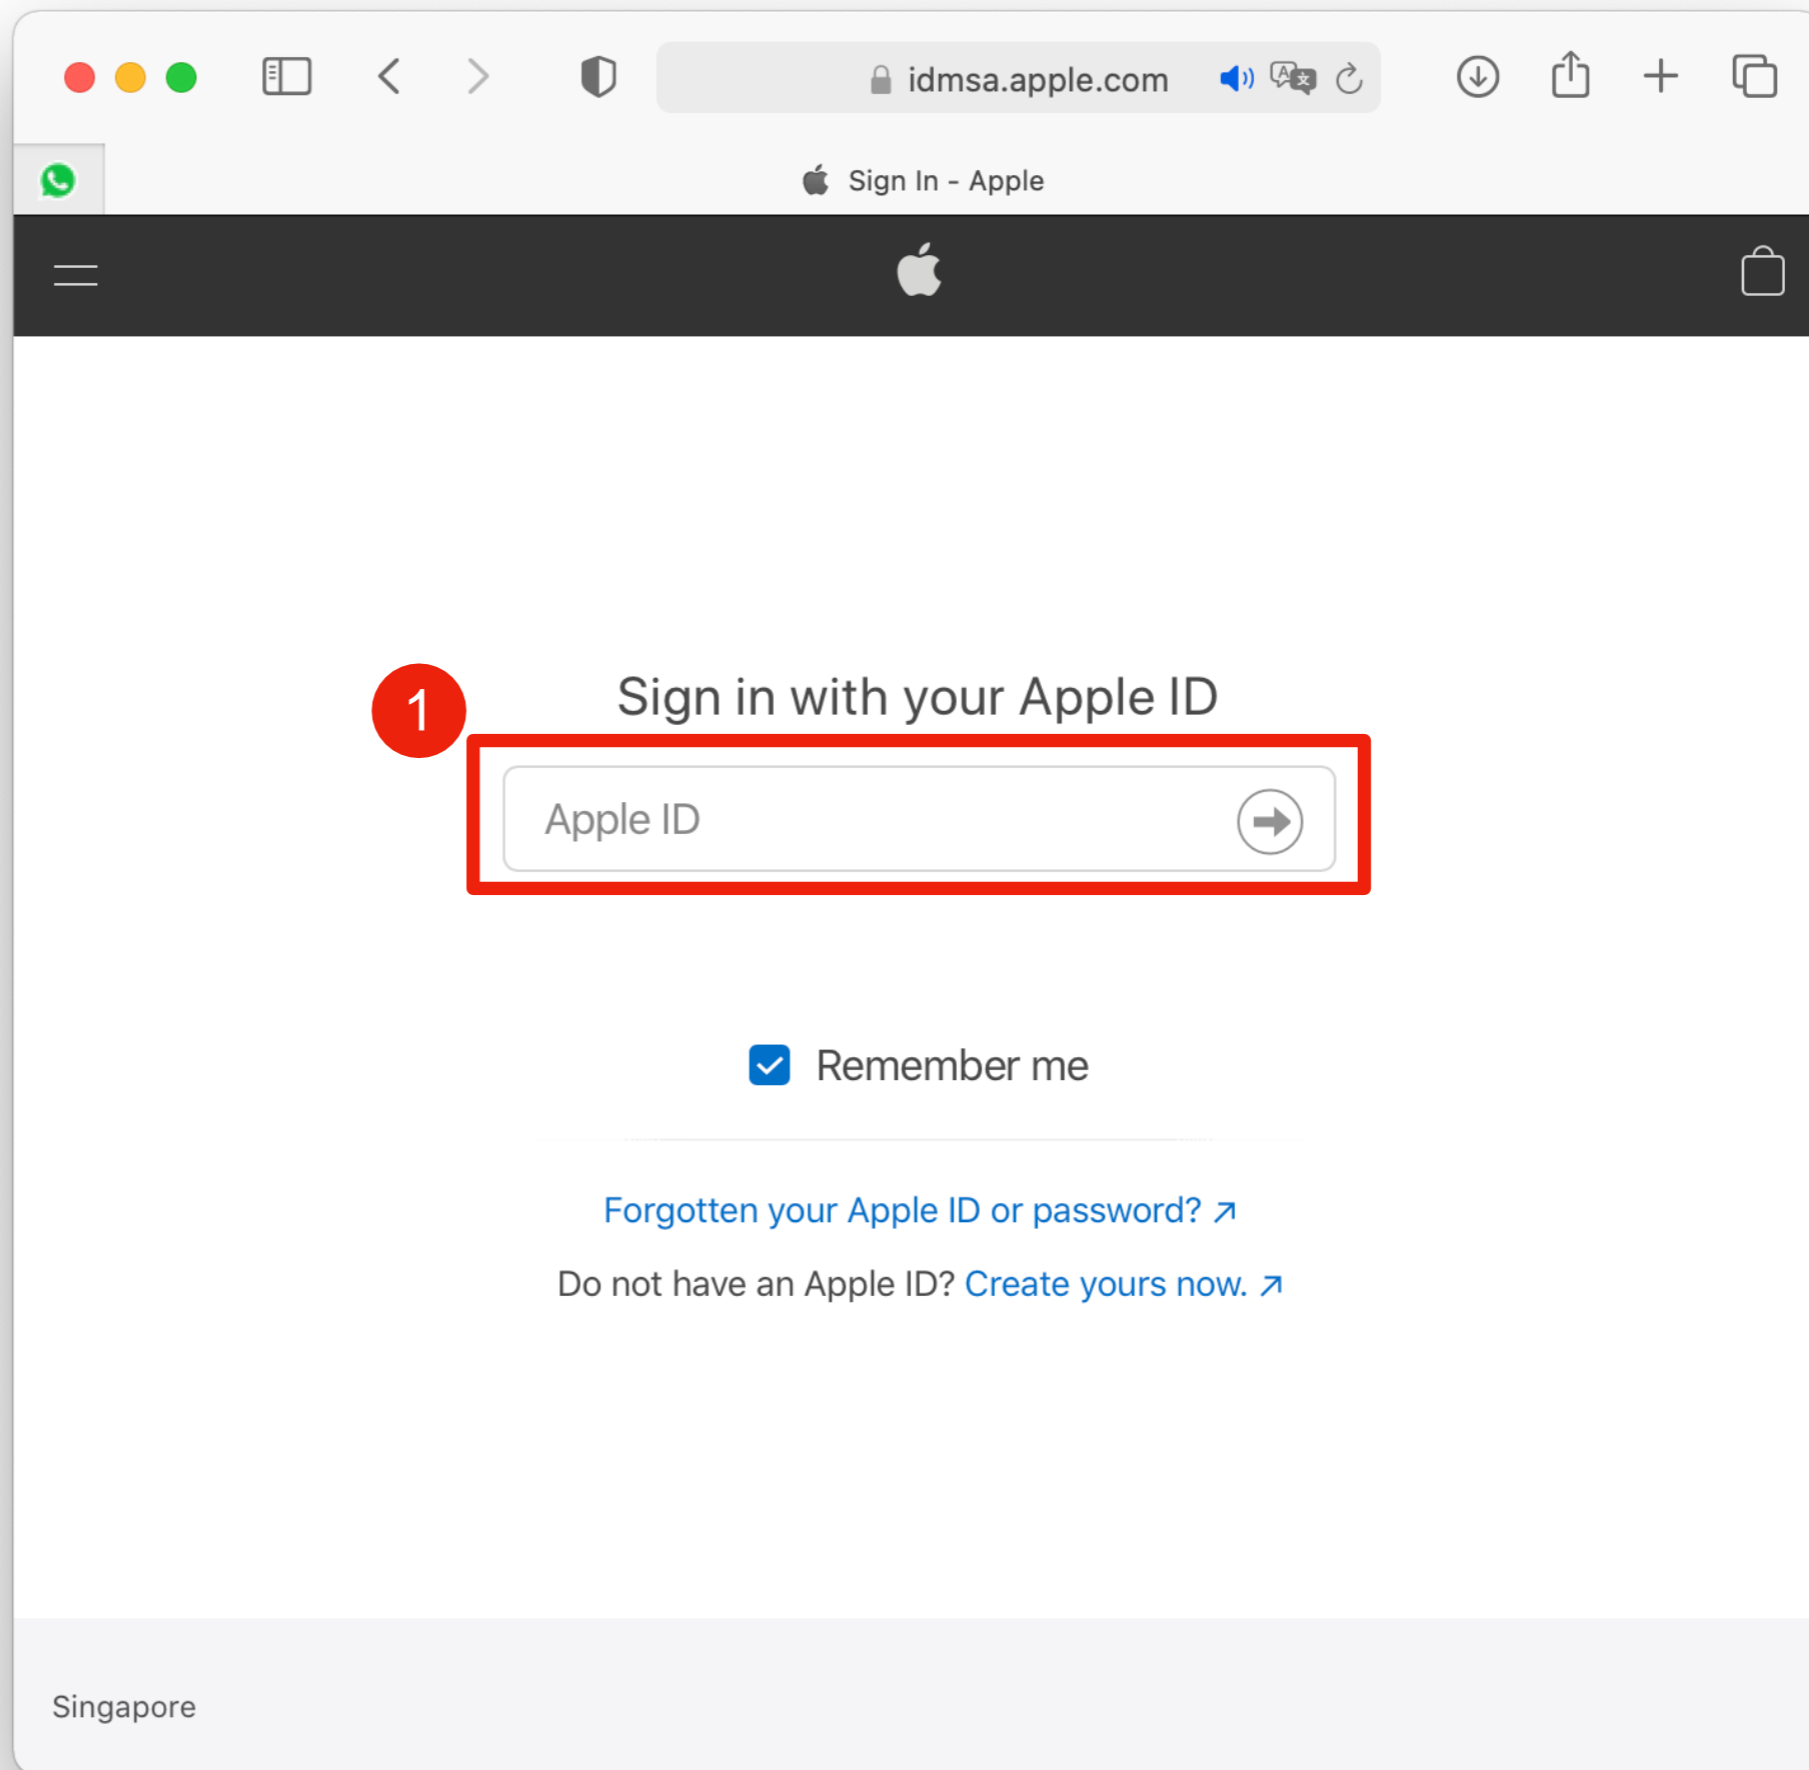 idmsa.apple.com
Sign In - Apple
1
Sign in with your Apple ID
Apple ID
Remember me
Forgotten your Apple ID or password? ↗
Do not have an Apple ID? Create yours now. ↗
Singapore